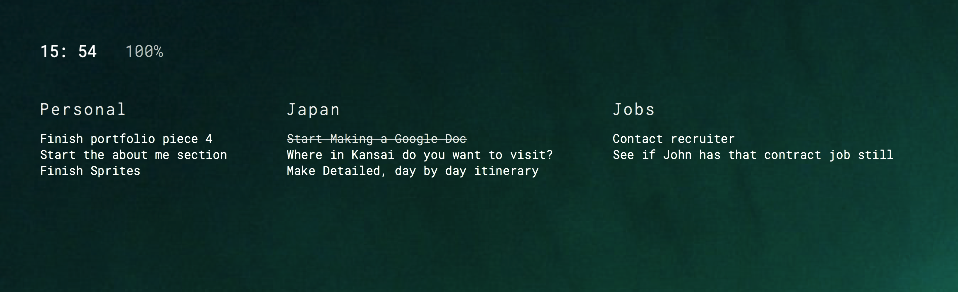 15: 54 100%
Personal
Finish portfolio piece 4
Start the about me section
Finish Sprites
Japan
Start Making a Google Doc
Where in Kansai do you want to visit?
Make Detailed, day by day itinerary
Jobs
Contact recruiter
See if John has that contract job still